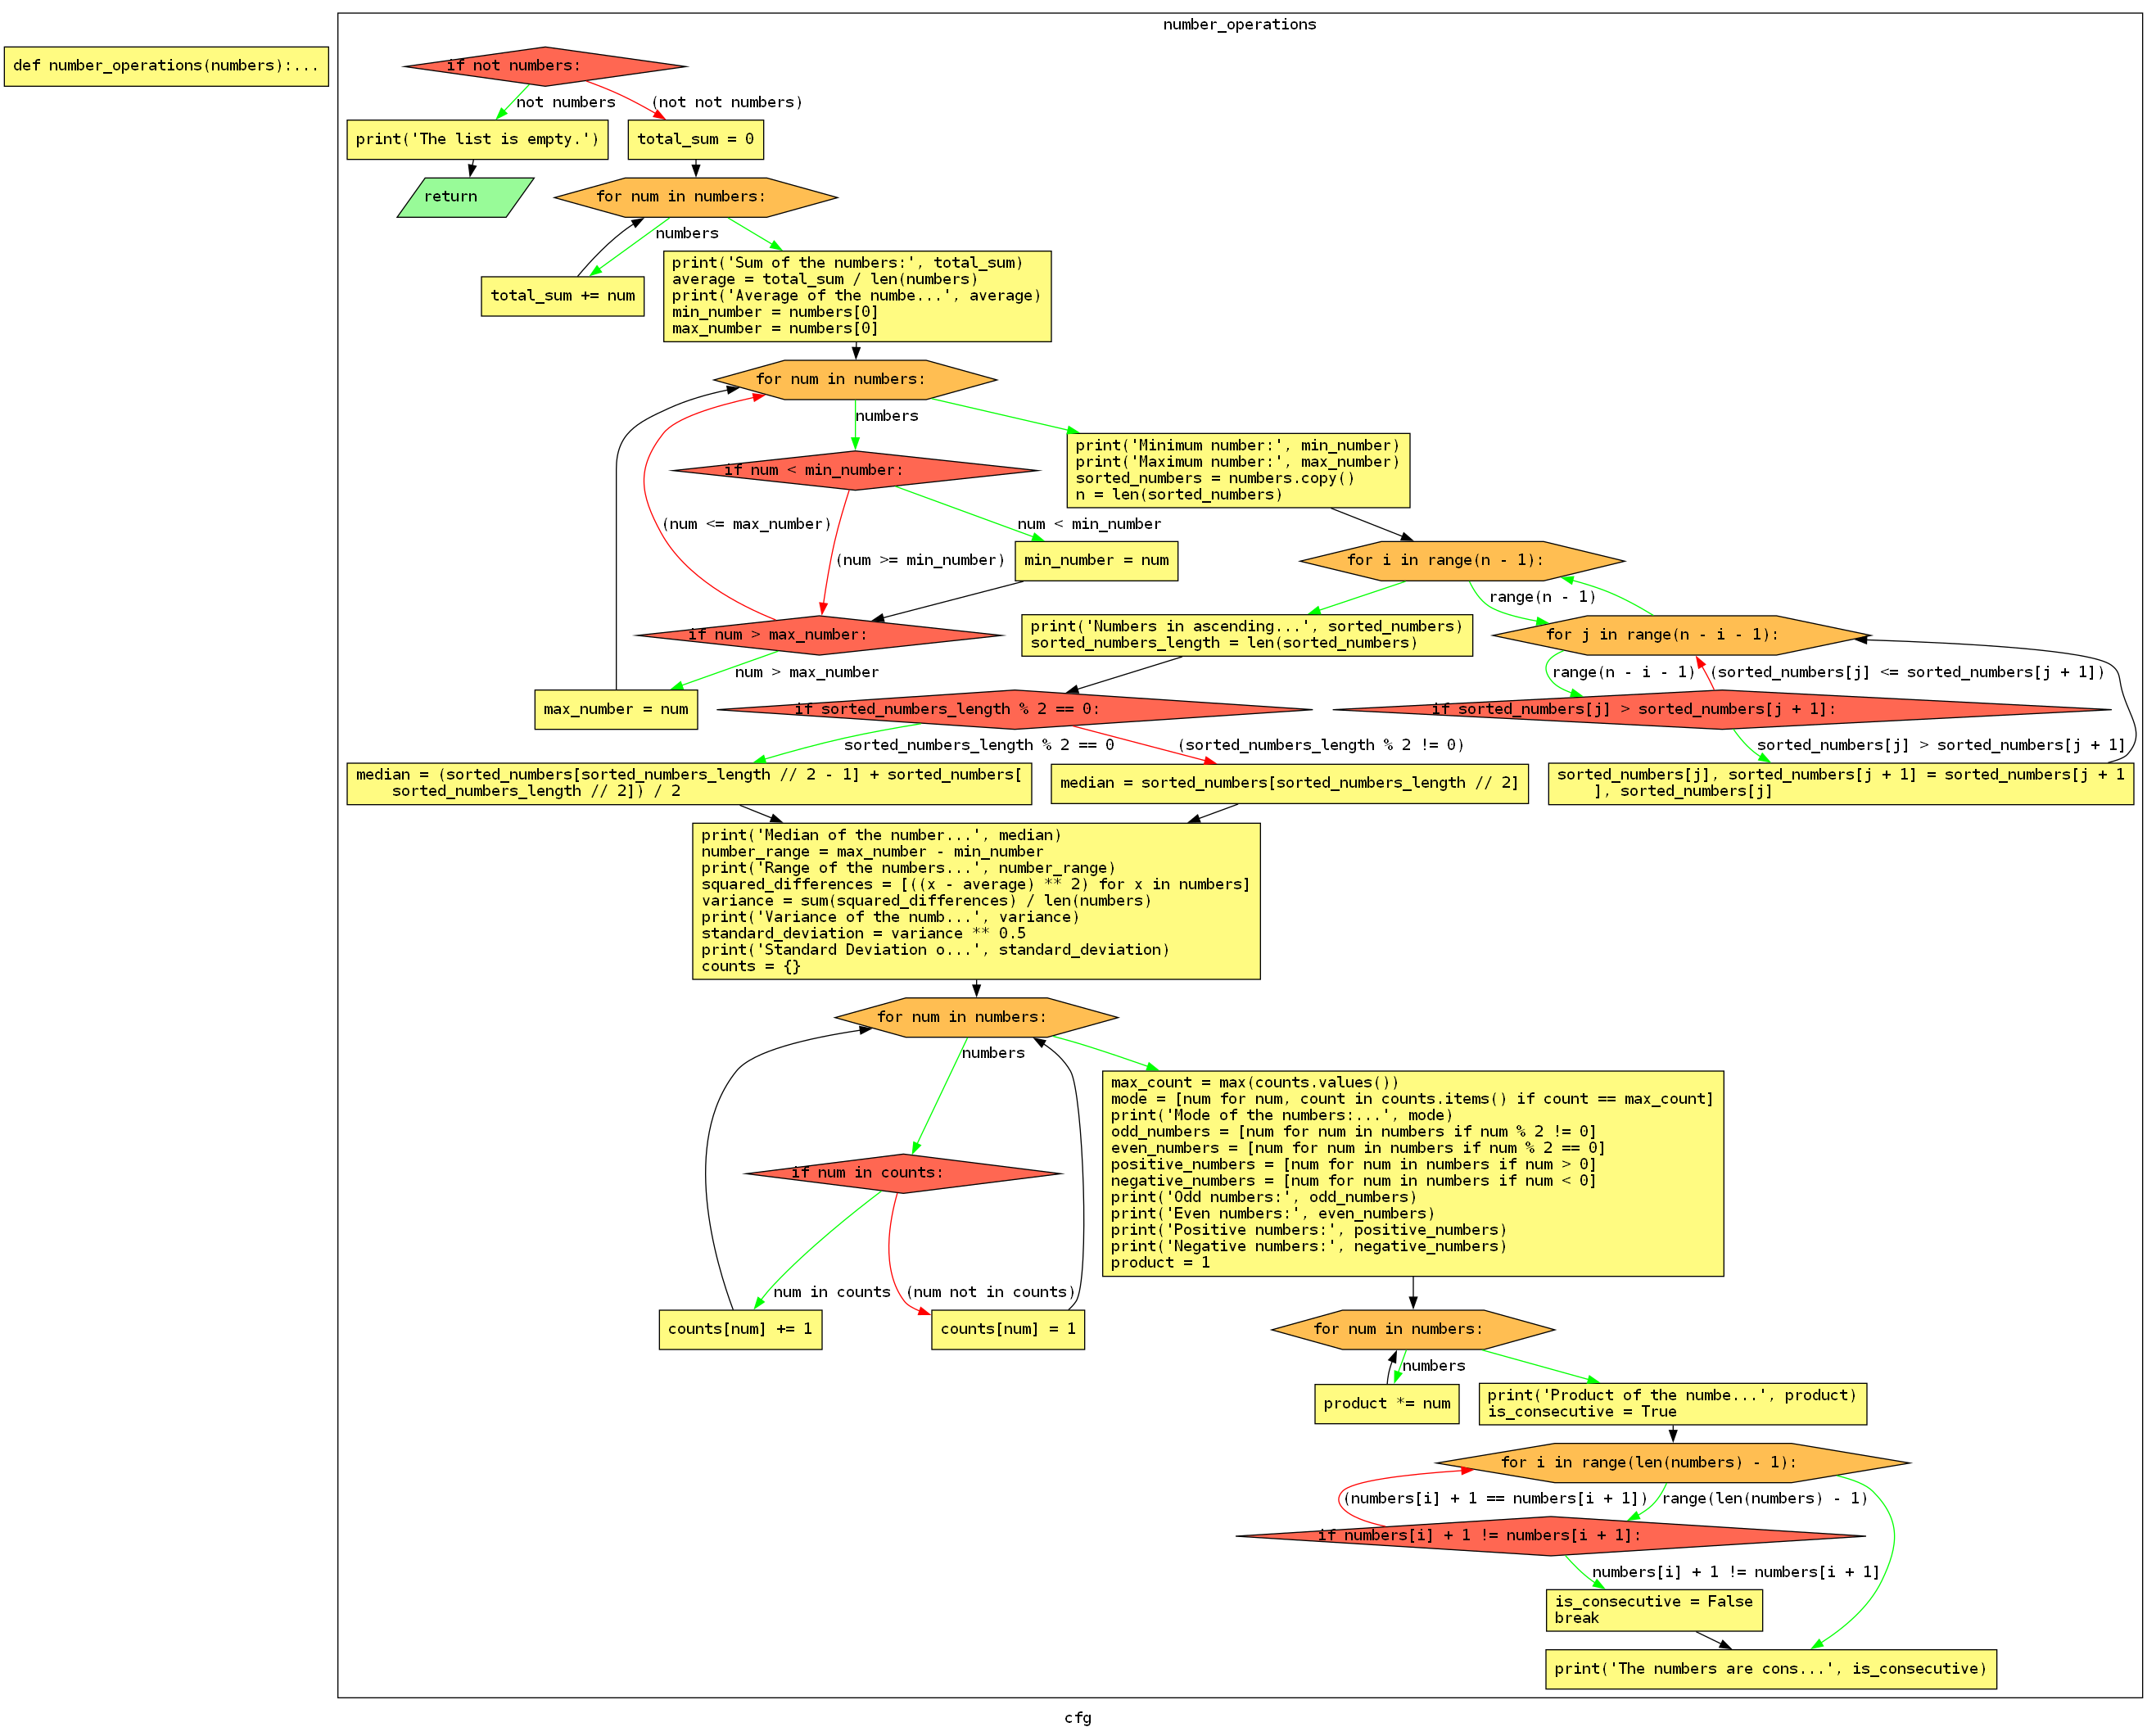 number_operations
def number_operations(numbers):...
if not numbers:
not numbers
(not not numbers)
print('The list is empty.')
total_sum = 0
return
for num in numbers:
numbers
total_sum += num
print('Sum of the numbers:', total_sum)
average = total_sum / len(numbers)
print('Average of the numbe...', average)
min_number = numbers[0]
max_number = numbers[0]
for num in numbers:
numbers
if num < min_number:
print('Minimum number:', min_number)
print('Maximum number:', max_number)
sorted_numbers = numbers.copy()
n = len(sorted_numbers)
(num <= max_number)
num < min_number
(num >= min_number)
min_number = num
for i in range(n - 1):
range(n - 1)
if num > max_number:
print('Numbers in ascending...', sorted_numbers)
sorted_numbers_length = len(sorted_numbers)
for j in range(n - i - 1):
num > max_number
range(n - i - 1)
(sorted_numbers[j] <= sorted_numbers[j + 1])
max_number = num
if sorted_numbers_length % 2 == 0:
if sorted_numbers[j] > sorted_numbers[j + 1]:
sorted_numbers_length % 2 == 0
(sorted_numbers_length % 2 != 0)
sorted_numbers[j] > sorted_numbers[j + 1]
median = (sorted_numbers[sorted_numbers_length // 2 - 1] + sorted_numbers[
sorted_numbers_length // 2]) / 2
median = sorted_numbers[sorted_numbers_length // 2]
sorted_numbers[j], sorted_numbers[j + 1] = sorted_numbers[j + 1
], sorted_numbers[j]
print('Median of the number...', median)
number_range = max_number - min_number
print('Range of the numbers...', number_range)
squared_differences = [((x - average) ** 2) for x in numbers]
variance = sum(squared_differences) / len(numbers)
print('Variance of the numb...', variance)
standard_deviation = variance ** 0.5
print('Standard Deviation o...', standard_deviation)
counts = {}
for num in numbers:
numbers
if num in counts:
max_count = max(counts.values())
mode = [num for num, count in counts.items() if count == max_count]
print('Mode of the numbers:...', mode)
odd_numbers = [num for num in numbers if num % 2 != 0]
even_numbers = [num for num in numbers if num % 2 == 0]
positive_numbers = [num for num in numbers if num > 0]
negative_numbers = [num for num in numbers if num < 0]
print('Odd numbers:', odd_numbers)
print('Even numbers:', even_numbers)
print('Positive numbers:', positive_numbers)
print('Negative numbers:', negative_numbers)
product = 1
num in counts
(num not in counts)
counts[num] += 1
counts[num] = 1
for num in numbers:
numbers
product *= num
print('Product of the numbe...', product)
is_consecutive = True
for i in range(len(numbers) - 1):
(numbers[i] + 1 == numbers[i + 1])
range(len(numbers) - 1)
if numbers[i] + 1 != numbers[i + 1]:
numbers[i] + 1 != numbers[i + 1]
is_consecutive = False
break
print('The numbers are cons...', is_consecutive)
cfg